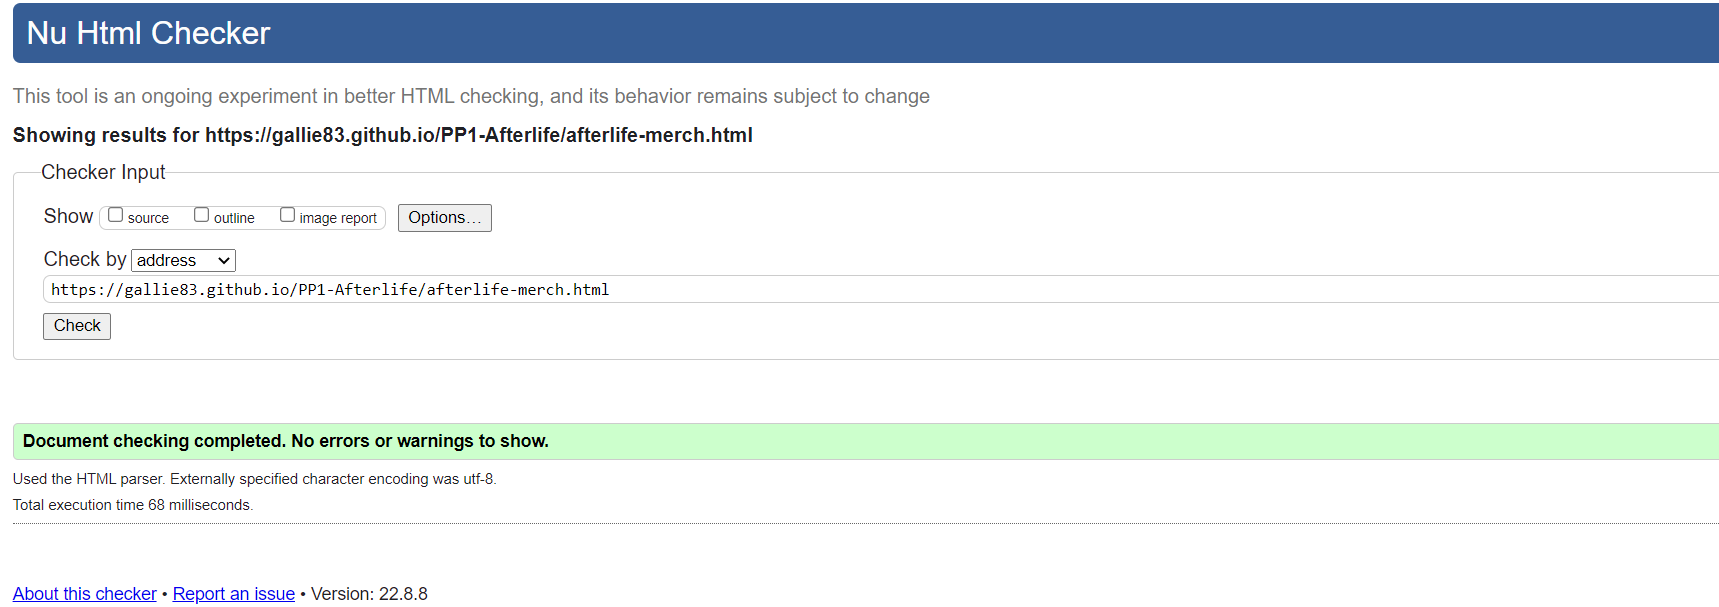 Nu Html Checker
This tool is an ongoing experiment in better HTML checking, and its behavior remains subject to change
Showing results for https://gallie83.github.io/PP1-Afterlife/afterlife-merch.html
Checker Input
Show source outline image report Options…
Check by address
https://gallie83.github.io/PP1-Afterlife/afterlife-merch.html
Check
Document checking completed. No errors or warnings to show.
Used the HTML parser. Externally specified character encoding was utf-8.
Total execution time 68 milliseconds.
About this checker • Report an issue • Version: 22.8.8